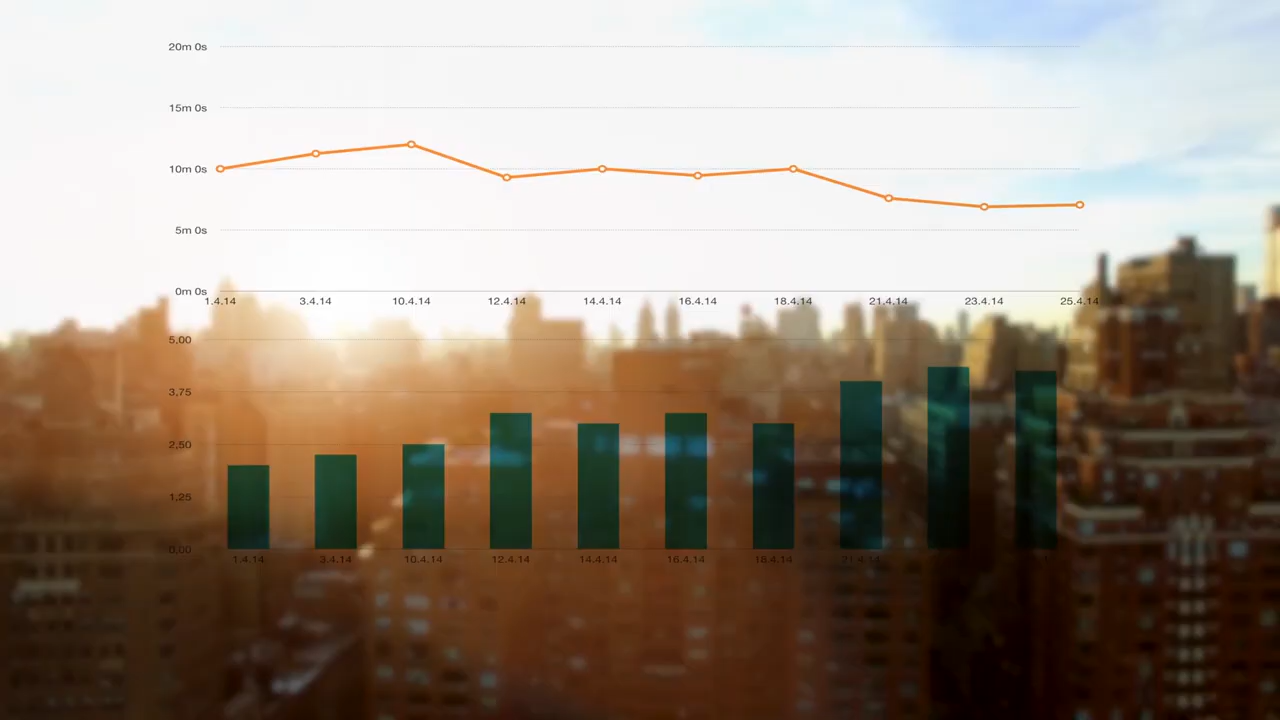 20m 0s
15m 0s
10m 0s
5m 0s
0m 0s
1.4.14 3.4.14 10.4.14 12.4.14 14.4.14 16.4.14 18.4.14 21.4.14 23.4.14 25.4.14
5,00
3,75
2,50
1,25
0,00
1.4.14 3.4.14 10.4.14 12.4.14 14.4.14 16.4.14 18.4.14 21.4.14